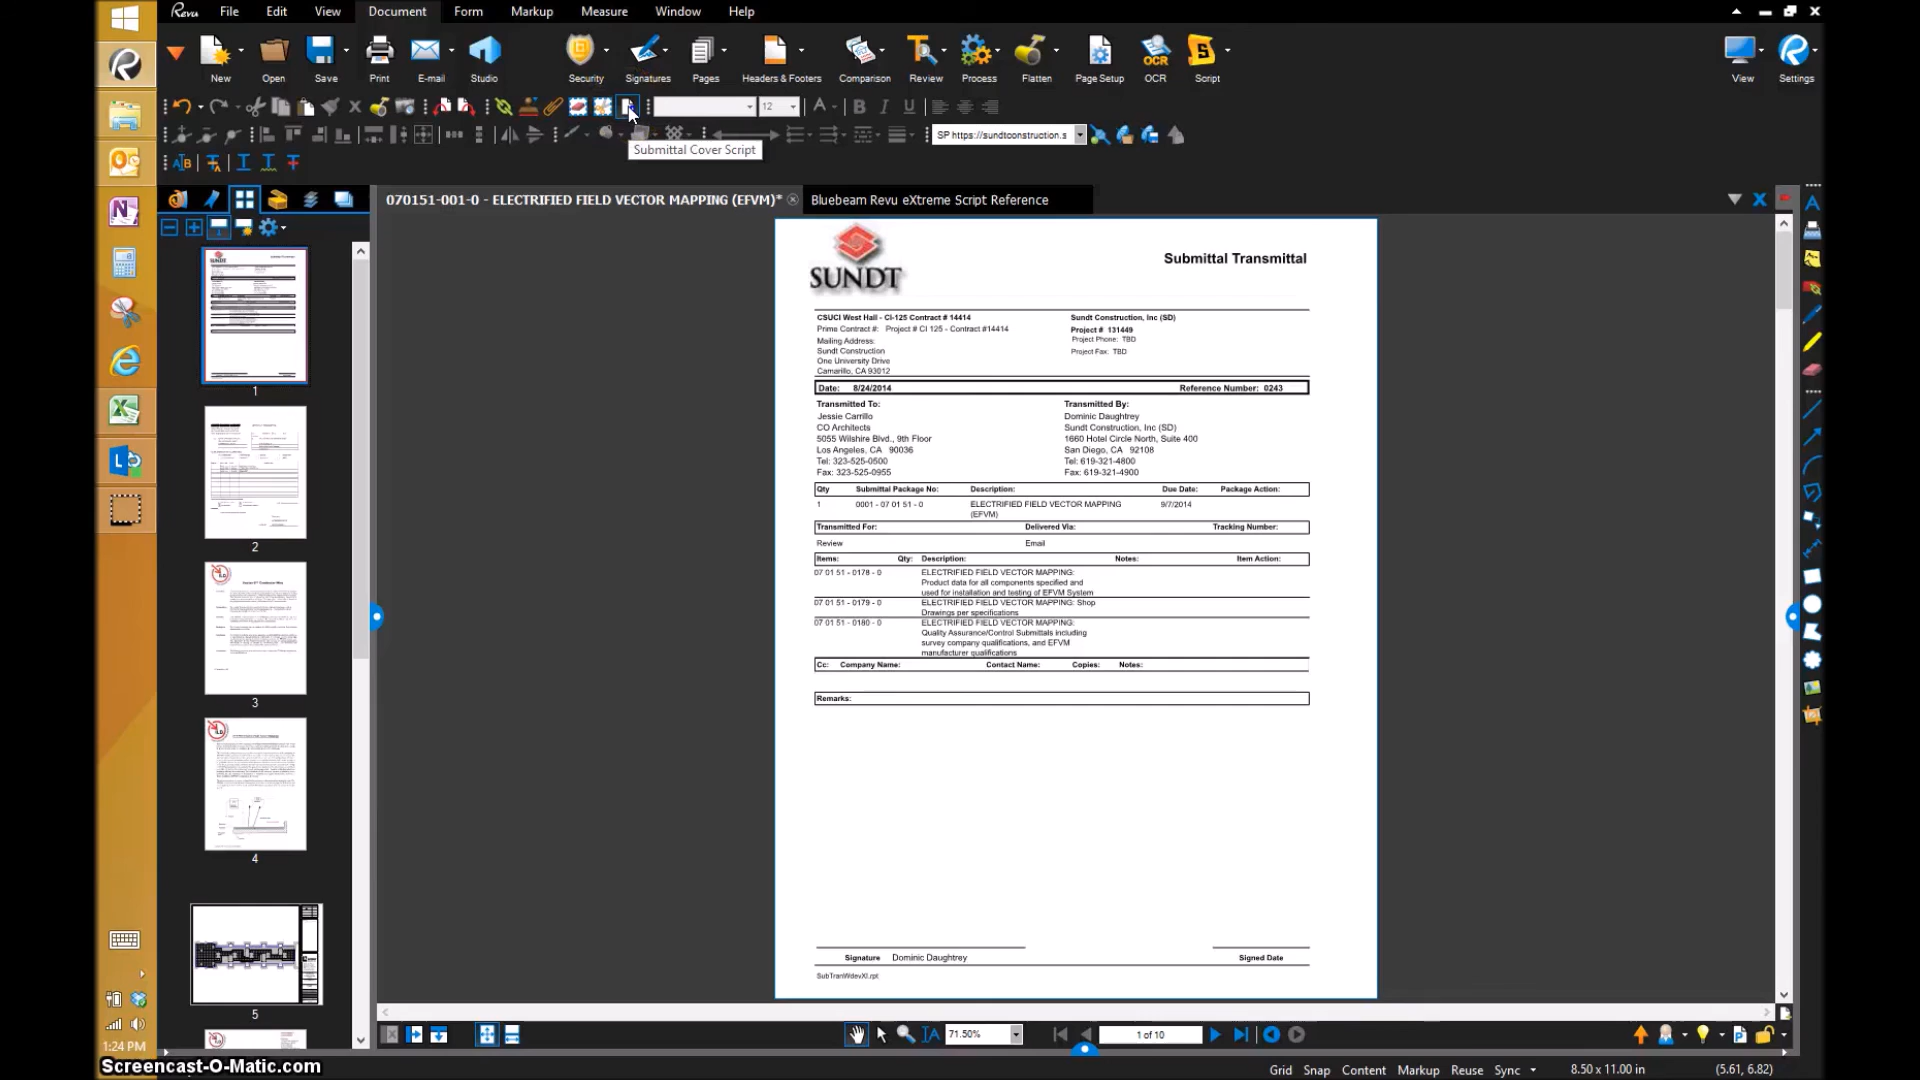 Revu File Edit View Document Form Markup Measure Window Help
New Open Save Print E-mail Studio Security Signatures Pages Headers & Footers Comparison Review Process Flatten Page Setup OCR Script View Settings
12
SP https://sundtconstruction.s
Submittal Cover Script
070151-001-0 - ELECTRIFIED FIELD VECTOR MAPPING (EFVM)*
Bluebeam Revu eXtreme Script Reference
1
2
3
4
5
SUNDT
Submittal Transmittal
CSUCI West Hall - CI-125 Contract # 14414
Sundt Construction, Inc (SD)
Prime Contract #: Project # CI 125 - Contract #14414
Project # 131449
Mailing Address:
Project Phone: TBD
Sundt Construction
Project Fax: TBD
One University Drive
Camarillo, CA 93012
Date: 8/24/2014
Reference Number: 0243
Transmitted To:
Transmitted By:
Jessie Carrillo
Dominic Daughtrey
CO Architects
Sundt Construction, Inc (SD)
5055 Wilshire Blvd., 9th Floor
1660 Hotel Circle North, Suite 400
Los Angeles, CA 90036
San Diego, CA 92108
Tel: 323-525-0500
Tel: 619-321-4800
Fax: 323-525-0955
Fax: 619-321-4900
Qty Submittal Package No: Description: Due Date: Package Action:
1 0001 - 07 01 51 - 0 ELECTRIFIED FIELD VECTOR MAPPING 9/7/2014
(EFVM)
Transmitted For: Delivered Via: Tracking Number:
Review Email
Items: Qty: Description: Notes: Item Action:
07 01 51 - 0178 - 0 ELECTRIFIED FIELD VECTOR MAPPING:
Product data for all components specified and
used for installation and testing of EFVM System
07 01 51 - 0179 - 0 ELECTRIFIED FIELD VECTOR MAPPING: Shop
Drawings per specifications
07 01 51 - 0180 - 0 ELECTRIFIED FIELD VECTOR MAPPING:
Quality Assurance/Control Submittals including
survey company qualifications, and EFVM
manufacturer qualifications
Cc: Company Name: Contact Name: Copies: Notes:
Remarks:
Signature Dominic Daughtrey
Signed Date
SubTranWdevXl.rpt
71.50%
1 of 10
1:24 PM
Screencast-O-Matic.com
Grid Snap Content Markup Reuse Sync 8.50 x 11.00 in (5.61, 6.82)